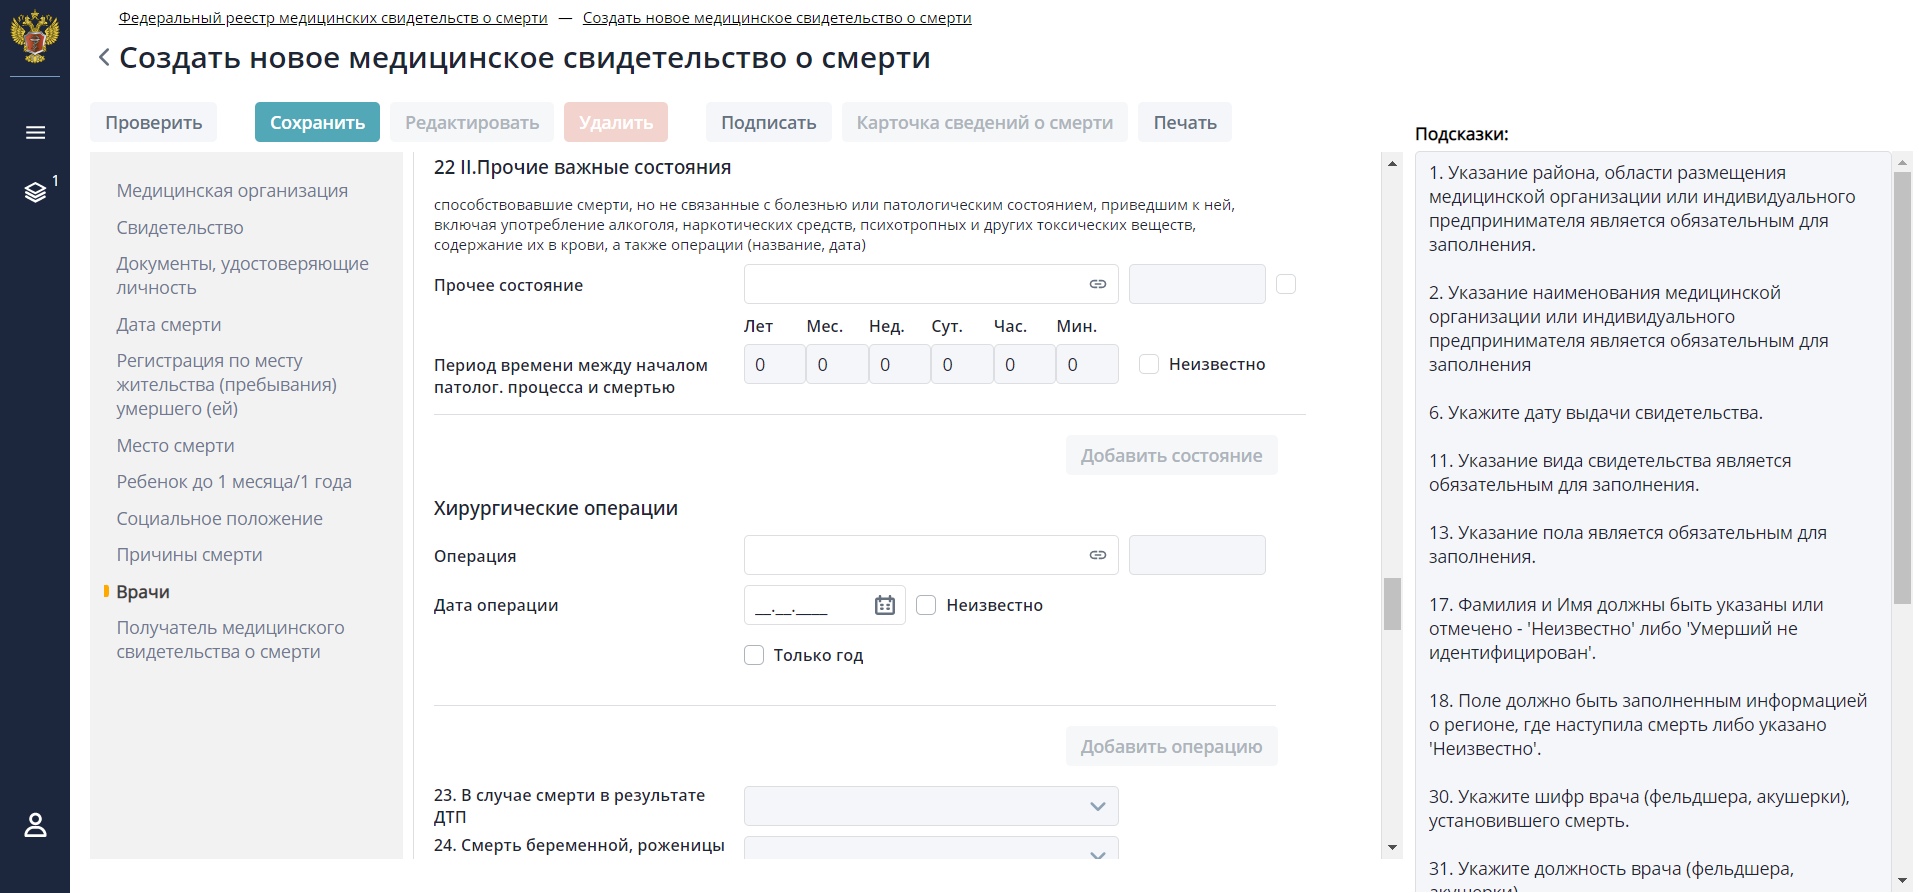 Федеральный реестр медицинских свидетельств о смерти — Создать новое медицинское свидетельство о смерти
Создать новое медицинское свидетельство о смерти
Проверить Сохранить Редактировать Удалить Подписать Карточка сведений о смерти Печать
1
Медицинская организация
Свидетельство
Документы, удостоверяющие
личность
Дата смерти
Регистрация по месту
жительства (пребывания)
умершего (ей)
Место смерти
Ребенок до 1 месяца/1 года
Социальное положение
Причины смерти
Врачи
Получатель медицинского
свидетельства о смерти
22 II.Прочие важные состояния
способствовавшие смерти, но не связанные с болезнью или патологическим состоянием, приведшим к ней,
включая употребление алкоголя, наркотических средств, психотропных и других токсических веществ,
содержание их в крови, а также операции (название, дата)
Прочее состояние
Лет Мес. Нед. Сут. Час. Мин.
Период времени между началом
патолог. процесса и смертью
0 0 0 0 0 0 Неизвестно
Добавить состояние
Хирургические операции
Операция
Дата операции __.__.____ Неизвестно
Только год
Добавить операцию
23. В случае смерти в результате
ДТП
24. Смерть беременной, роженицы
Подсказки:
1. Указание района, области размещения
медицинской организации или индивидуального
предпринимателя является обязательным для
заполнения.
2. Указание наименования медицинской
организации или индивидуального
предпринимателя является обязательным для
заполнения
6. Укажите дату выдачи свидетельства.
11. Указание вида свидетельства является
обязательным для заполнения.
13. Указание пола является обязательным для
заполнения.
17. Фамилия и Имя должны быть указаны или
отмечено - 'Неизвестно' либо 'Умерший не
идентифицирован'.
18. Поле должно быть заполненным информацией
о регионе, где наступила смерть либо указано
'Неизвестно'.
30. Укажите шифр врача (фельдшера, акушерки),
установившего смерть.
31. Укажите должность врача (фельдшера,
акушерки)